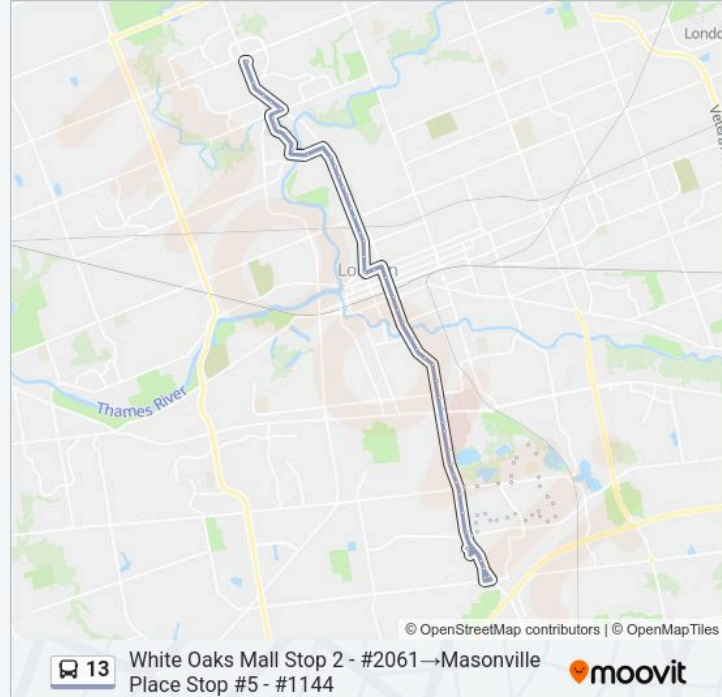 Londo
Vetera
London
Thames River
© OpenStreetMap contributors | © OpenMapTiles
13
White Oaks Mall Stop 2 - #2061→Masonville
Place Stop #5 - #1144
moovit